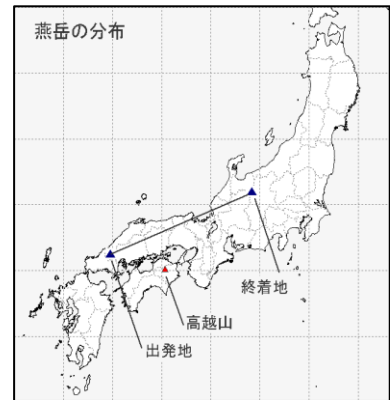 燕岳の分布
終着地
高越山
出発地